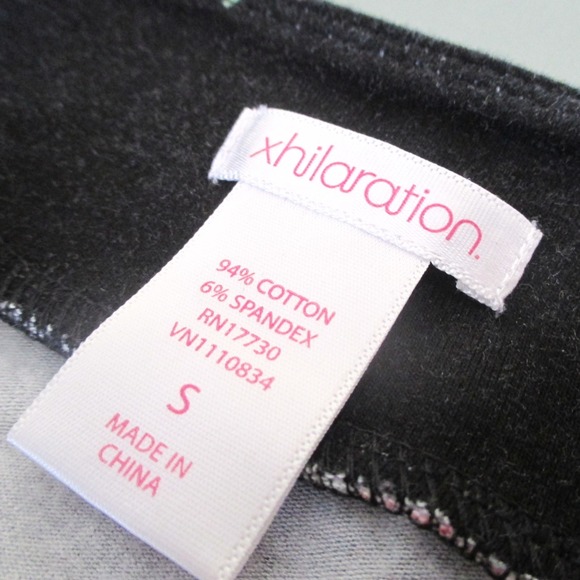 xhilaration.
94% COTTON
6% SPANDEX
RN17730
VN1110834
S
MADE IN
CHINA